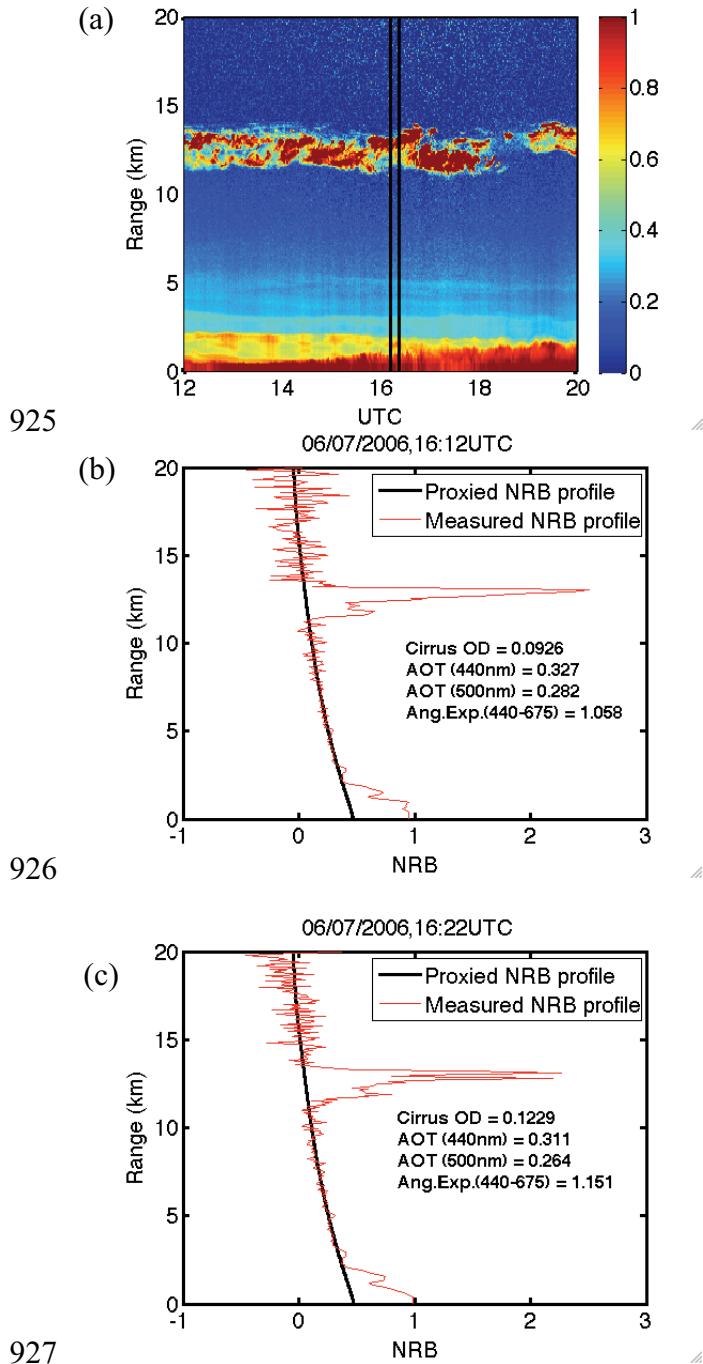 (a)
20
15
10
5
0
Range (km)
12 14 16 18 20
UTC
1
0.8
0.6
0.4
0.2
0
925
06/07/2006,16:12UTC
(b)
20
15
10
5
0
Range (km)
Proxied NRB profile
Measured NRB profile
Cirrus OD = 0.0926
AOT (440nm) = 0.327
AOT (500nm) = 0.282
Ang.Exp.(440-675) = 1.058
-1 0 1 2 3
NRB
926
06/07/2006,16:22UTC
(c)
20
15
10
5
0
Range (km)
Proxied NRB profile
Measured NRB profile
Cirrus OD = 0.1229
AOT (440nm) = 0.311
AOT (500nm) = 0.264
Ang.Exp.(440-675) = 1.151
-1 0 1 2 3
NRB
927